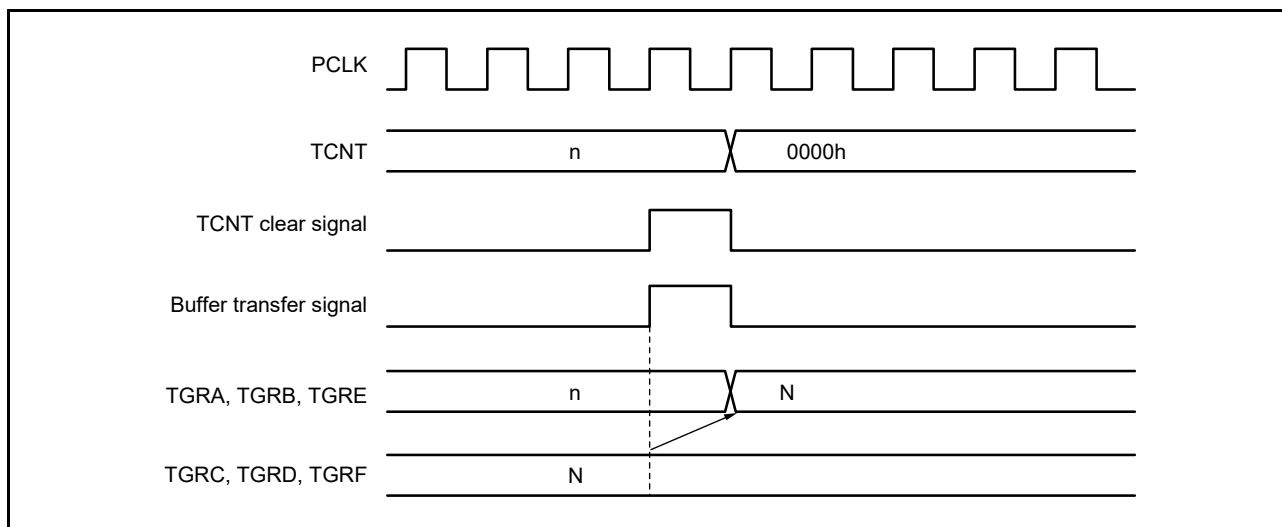 PCLK
TCNT n 0000h
TCNT clear signal
Buffer transfer signal
TGRA, TGRB, TGRE n N
TGRC, TGRD, TGRF N